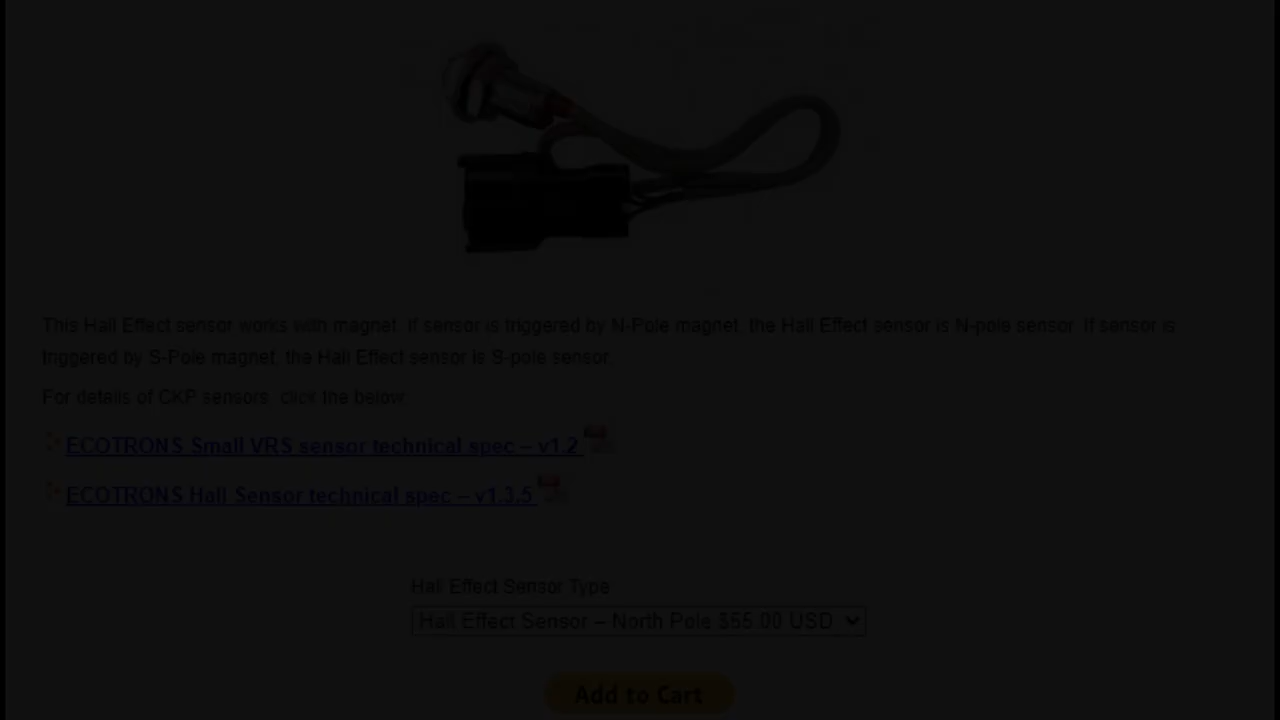 This Hall Effect sensor works with magnet. If sensor is triggered by N-Pole magnet, the Hall Effect sensor is N-pole sensor. If sensor is
triggered by S-Pole magnet, the Hall Effect sensor is S-pole sensor.
For details of CKP sensors, click the below
ECOTRONS Small VRS sensor technical spec – v1.2
ECOTRONS Hall Sensor technical spec – v1.3.5
Hall Effect Sensor Type
Hall Effect Sensor – North Pole $55.00 USD
Add to Cart